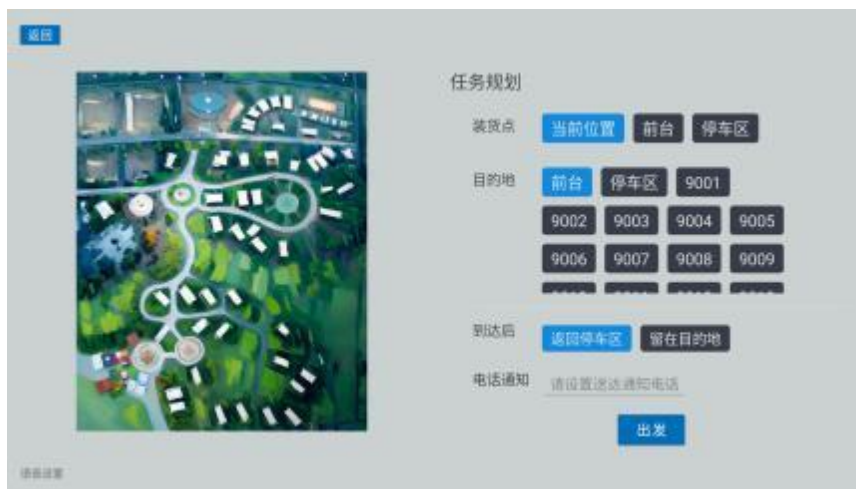 返回
任务规划
装货点 当前位置 前台 停车区
目的地 前台 停车区 9001
9002 9003 9004 9005
9006 9007 9008 9009
到达后 返回停车区 留在目的地
电话通知 请设置送达通知电话
出发
语音设置